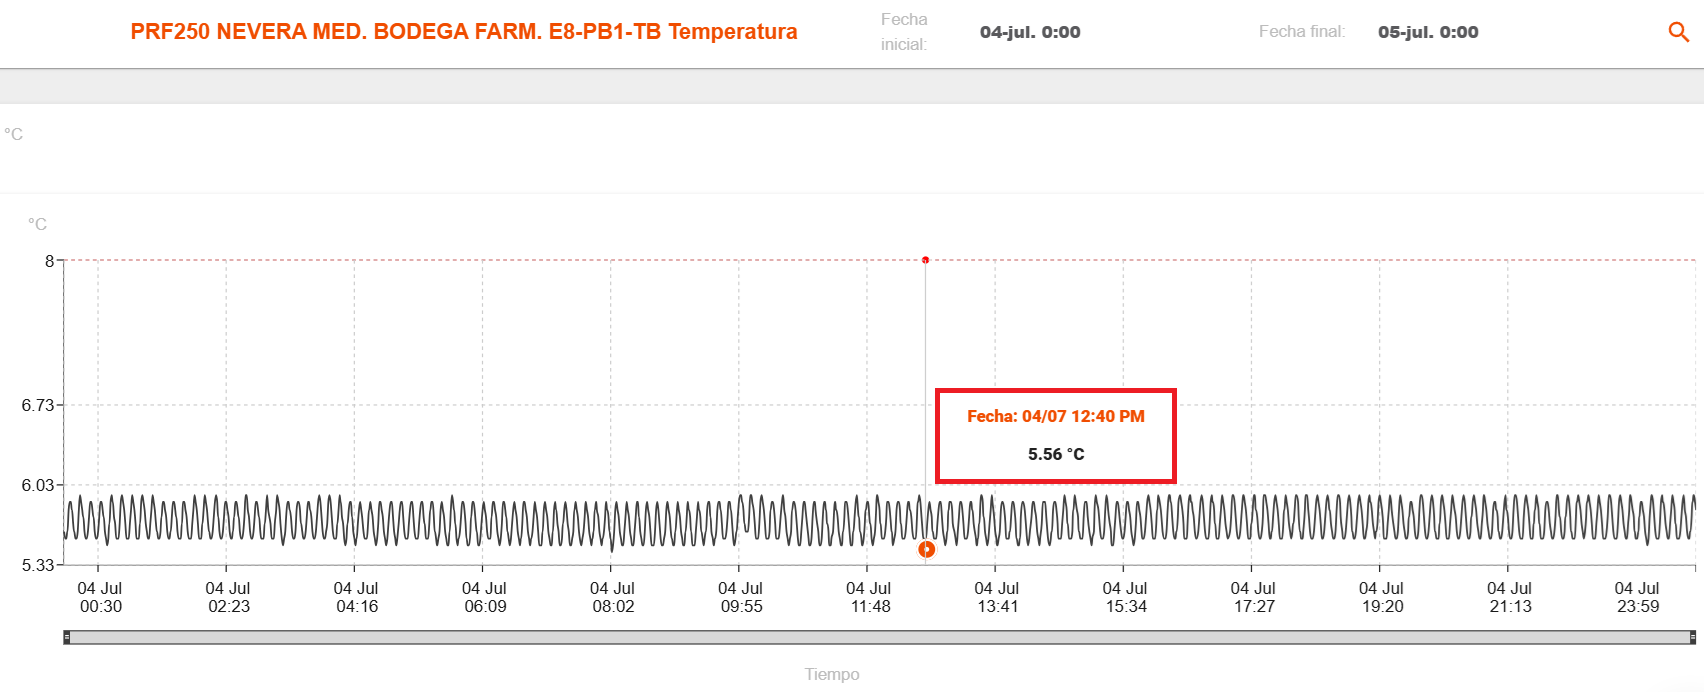 PRF250 NEVERA MED. BODEGA FARM. E8-PB1-TB Temperatura
Fecha
inicial:
04-jul. 0:00
Fecha final:
05-jul. 0:00
°C
°C
8
6.73
6.03
5.33
Fecha: 04/07 12:40 PM
5.56 °C
04 Jul
00:30
04 Jul
02:23
04 Jul
04:16
04 Jul
06:09
04 Jul
08:02
04 Jul
09:55
04 Jul
11:48
04 Jul
13:41
04 Jul
15:34
04 Jul
17:27
04 Jul
19:20
04 Jul
21:13
04 Jul
23:59
Tiempo